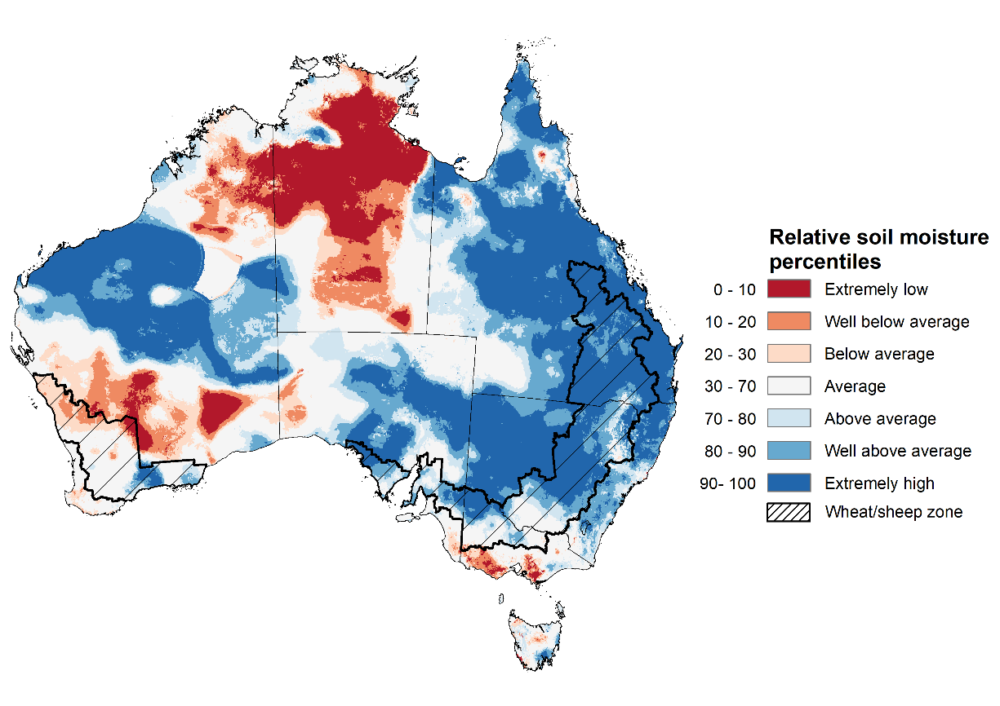 Relative soil moisture
percentiles
0 - 10 Extremely low
10 - 20 Well below average
20 - 30 Below average
30 - 70 Average
70 - 80 Above average
80 - 90 Well above average
90- 100 Extremely high
Wheat/sheep zone